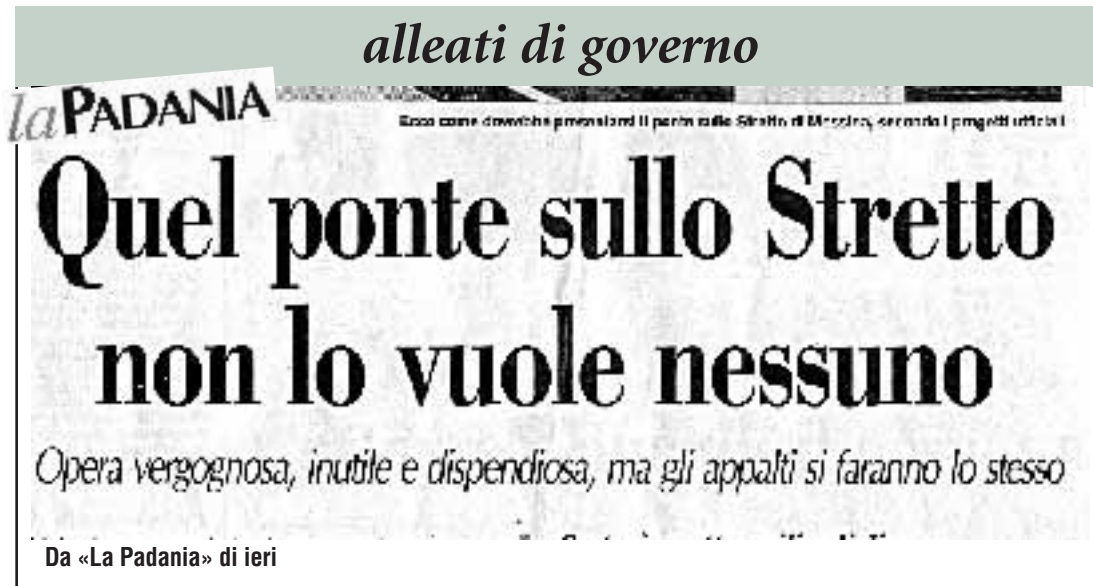 alleati di governo
la PADANIA
Ecco come dovrebbe presentarsi il ponte sullo Stretto di Messina, secondo i progetti ufficiali
Quel ponte sullo Stretto
non lo vuole nessuno
Opera vergognosa, inutile e dispendiosa, ma gli appalti si faranno lo stesso
Da «La Padania» di ieri